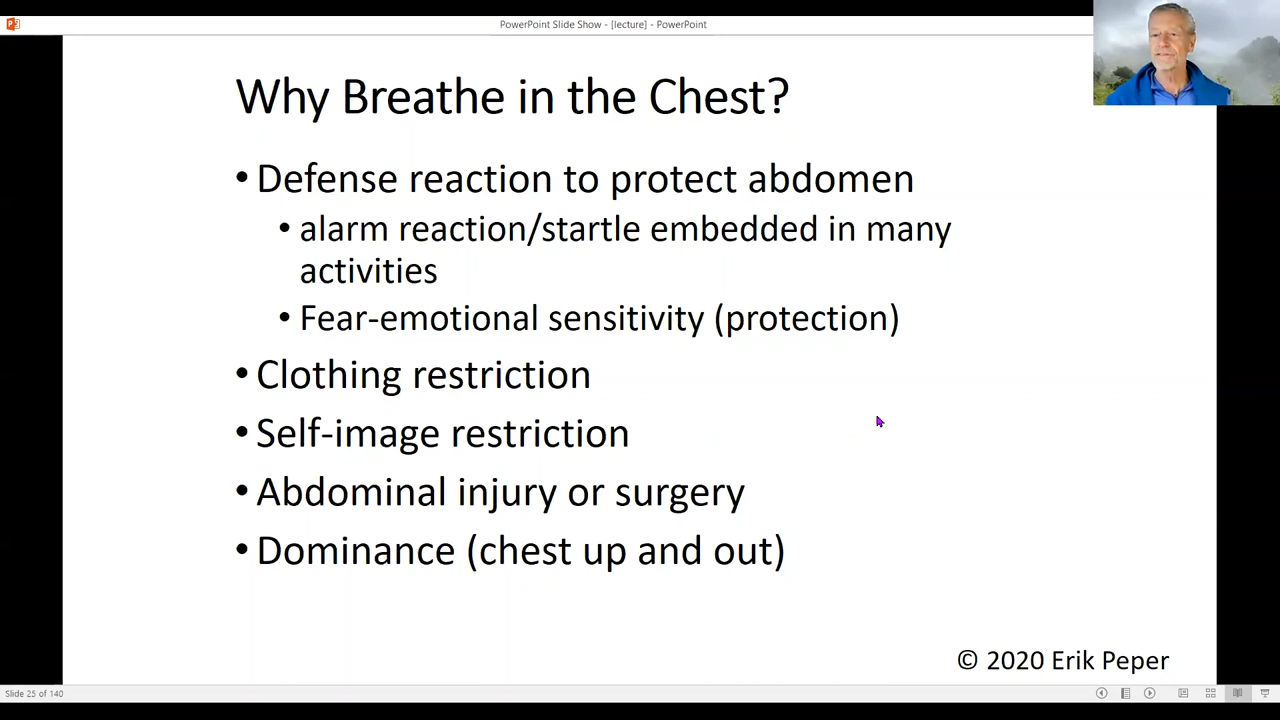 PowerPoint Slide Show - [lecture] - PowerPoint
Why Breathe in the Chest?
• Defense reaction to protect abdomen
• alarm reaction/startle embedded in many
activities
• Fear-emotional sensitivity (protection)
• Clothing restriction
• Self-image restriction
• Abdominal injury or surgery
• Dominance (chest up and out)
© 2020 Erik Peper
Slide 25 of 140